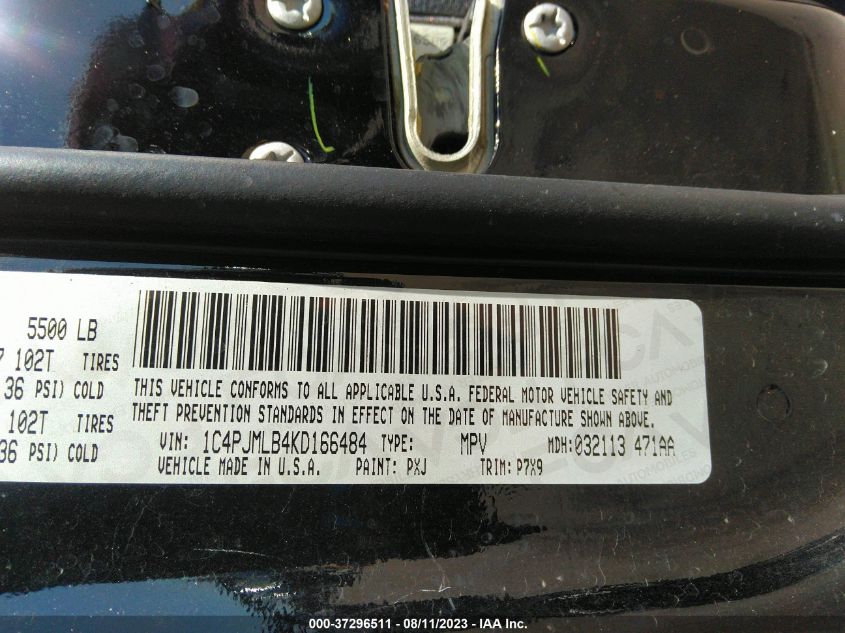 5500 LB
102T TIRES
36 PSI) COLD
102T TIRES
36 PSI) COLD
THIS VEHICLE CONFORMS TO ALL APPLICABLE U.S.A. FEDERAL MOTOR VEHICLE SAFETY AND
THEFT PREVENTION STANDARDS IN EFFECT ON THE DATE OF MANUFACTURE SHOWN ABOVE.
VIN: 1C4PJMLB4KD166484 TYPE: MPV MDH: 032113 471AA
VEHICLE MADE IN U.S.A. PAINT: PXJ TRIM: P7X9
000-37296511 - 08/11/2023 - IAA Inc.